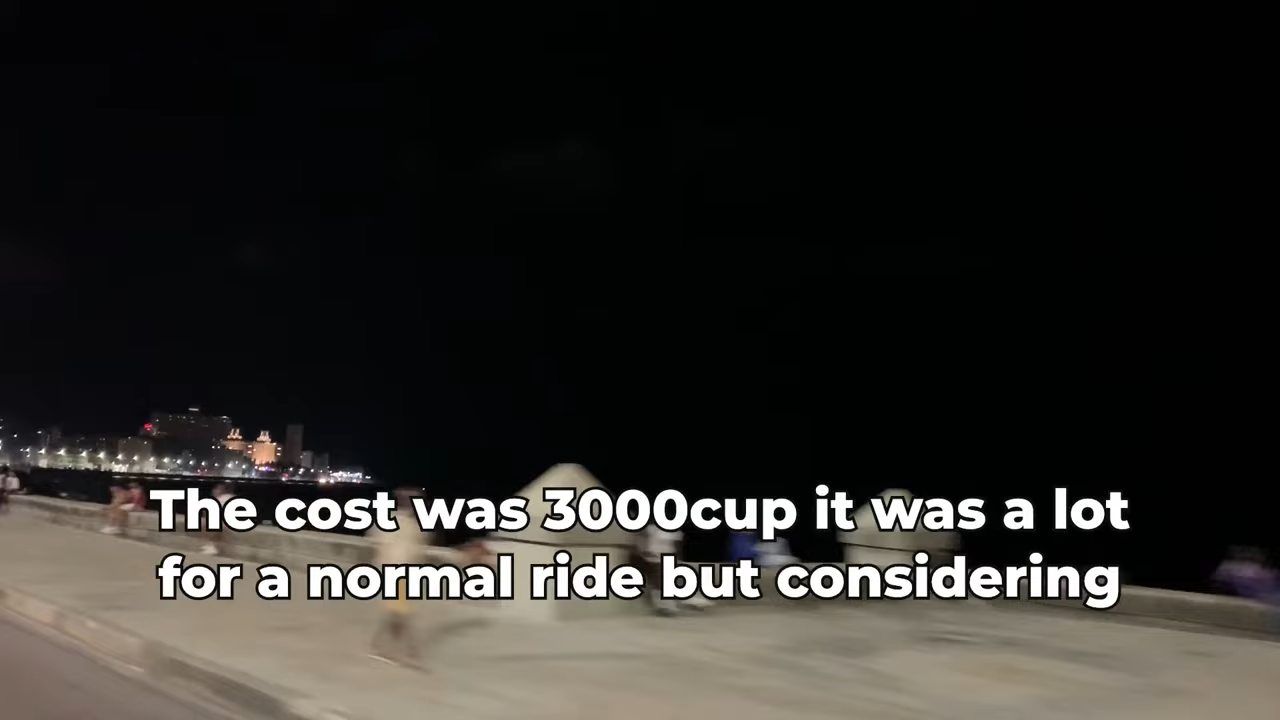 The cost was 3000cup it was a lot
for a normal ride but considering